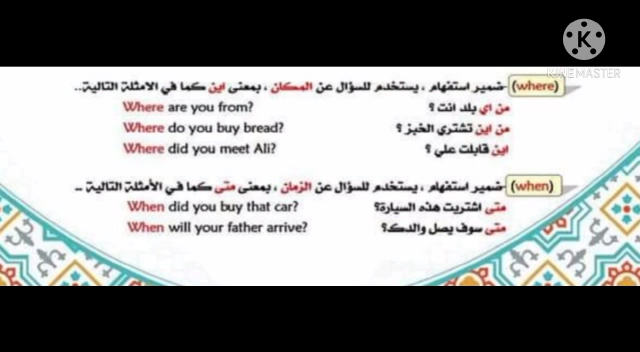 KINEMASTER
(where) ضمير استفهام ، يستخدم للسؤال عن المكان ، بمعنى اين كما في الامثلة التالية..
Where are you from? من اي بلد انت ؟
Where do you buy bread? من اين تشتري الخبز ؟
Where did you meet Ali? اين قابلت علي ؟
(when) ضمير استفهام ، يستخدم للسؤال عن الزمان ، بمعنى متى كما في الأمثلة التالية ..
When did you buy that car? متى اشتريت هذه السيارة؟
When will your father arrive? متى سوف يصل والدك؟